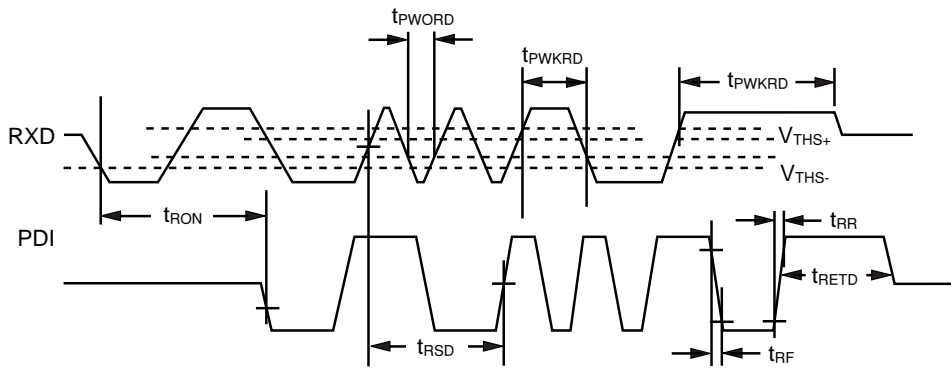 tPWORD
tPWKRD
tPWKRD
RXD
VTHS+
VTHS-
tRON
tRR
PDI
tRETD
tRSD
tRF